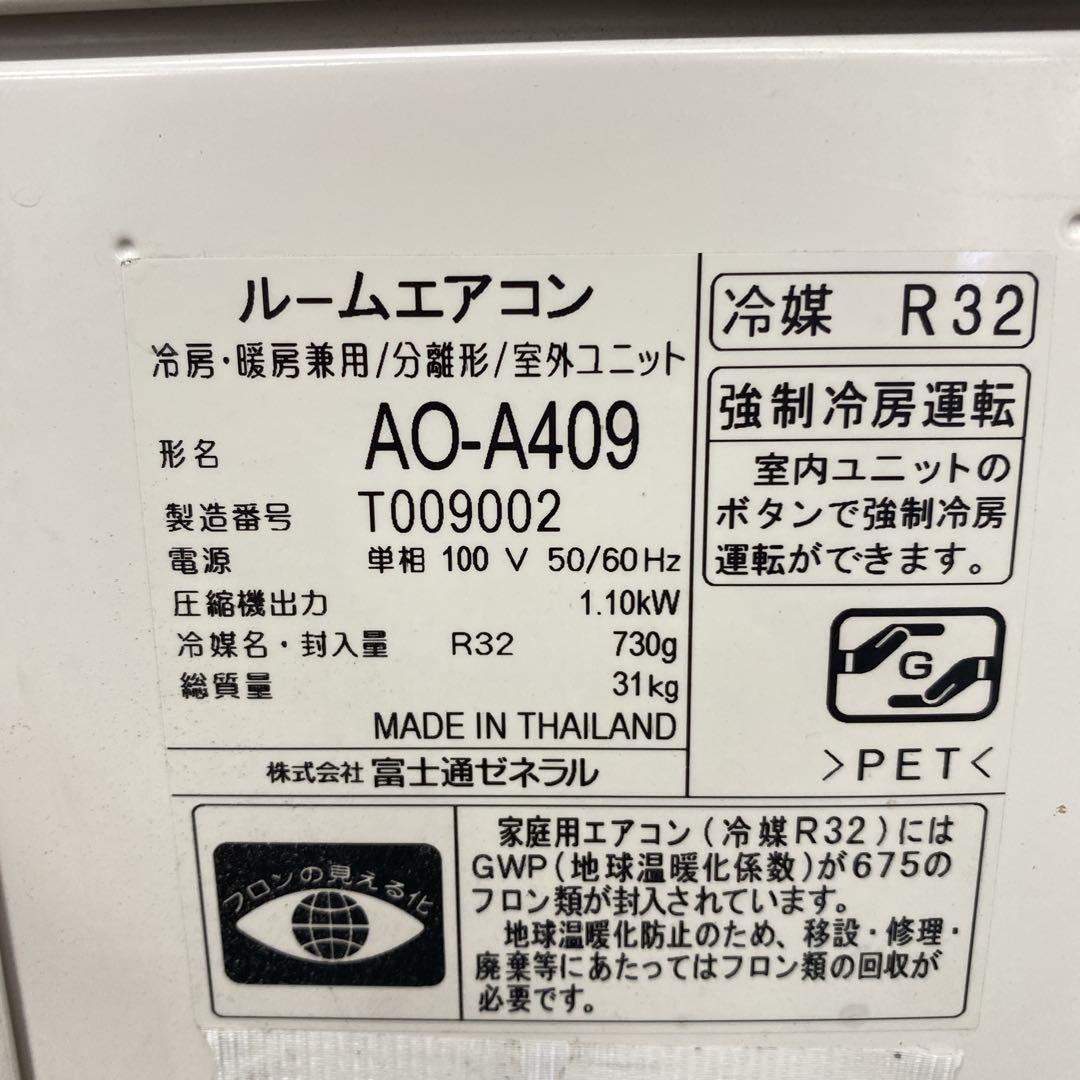 ルームエアコン
冷房・暖房兼用/分離形/室外ユニット
形名 AO-A409
製造番号 T009002
電源 単相 100 V 50/60Hz
圧縮機出力 1.10kW
冷媒名・封入量 R32 730g
総質量 31kg
MADE IN THAILAND
株式会社 富士通ゼネラル
冷媒 R32
強制冷房運転
室内ユニットの
ボタンで強制冷房
運転ができます。
G
>PET<
フロンの見える化
家庭用エアコン(冷媒R32)には
GWP(地球温暖化係数)が675の
フロン類が封入されています。
地球温暖化防止のため、移設・修理・
廃棄等にあたってはフロン類の回収が
必要です。